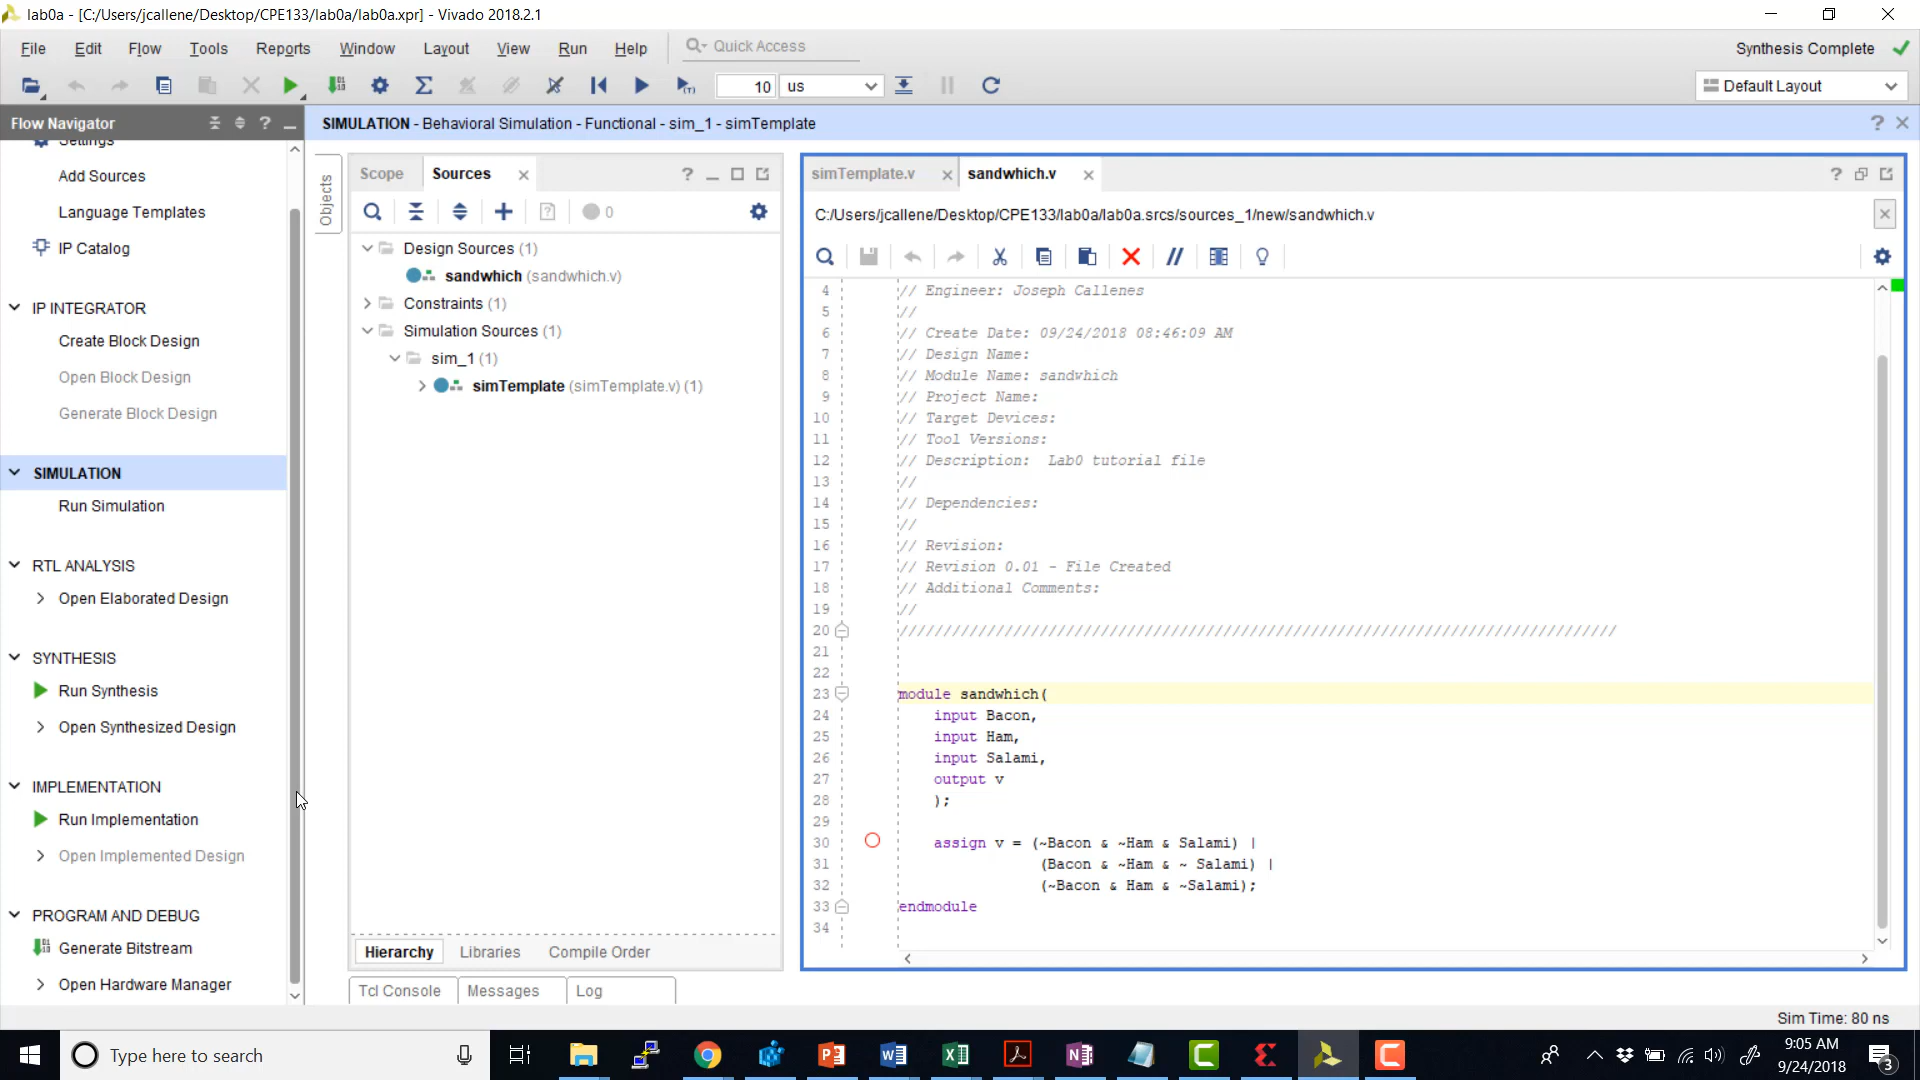 lab0a - [C:/Users/jcallene/Desktop/CPE133/lab0a/lab0a.xpr] - Vivado 2018.2.1
File Edit Flow Tools Reports Window Layout View Run Help Quick Access Synthesis Complete
10 us Default Layout
Flow Navigator
SIMULATION - Behavioral Simulation - Functional - sim_1 - simTemplate
Settings
Add Sources
Language Templates
IP Catalog
IP INTEGRATOR
Create Block Design
Open Block Design
Generate Block Design
SIMULATION
Run Simulation
RTL ANALYSIS
Open Elaborated Design
SYNTHESIS
Run Synthesis
Open Synthesized Design
IMPLEMENTATION
Run Implementation
Open Implemented Design
PROGRAM AND DEBUG
Generate Bitstream
Open Hardware Manager
Objects
Scope Sources
0
Design Sources (1)
sandwhich (sandwhich.v)
Constraints (1)
Simulation Sources (1)
sim_1 (1)
simTemplate (simTemplate.v) (1)
Hierarchy Libraries Compile Order
Tcl Console Messages Log
simTemplate.v sandwhich.v
C:/Users/jcallene/Desktop/CPE133/lab0a/lab0a.srcs/sources_1/new/sandwhich.v
4 // Engineer: Joseph Callenes
5 //
6 // Create Date: 09/24/2018 08:46:09 AM
7 // Design Name:
8 // Module Name: sandwhich
9 // Project Name:
10 // Target Devices:
11 // Tool Versions:
12 // Description:  Lab0 tutorial file
13 //
14 // Dependencies:
15 //
16 // Revision:
17 // Revision 0.01 - File Created
18 // Additional Comments:
19 //
20 //////////////////////////////////////////////////////////////////////////////////
21
22
23 module sandwhich(
24 input Bacon,
25 input Ham,
26 input Salami,
27 output v
28 );
29
30 assign v = (~Bacon & ~Ham & Salami) |
31 (Bacon & ~Ham & ~ Salami) |
32 (~Bacon & Ham & ~Salami);
33 endmodule
34
Sim Time: 80 ns
Type here to search
9:05 AM
9/24/2018
3